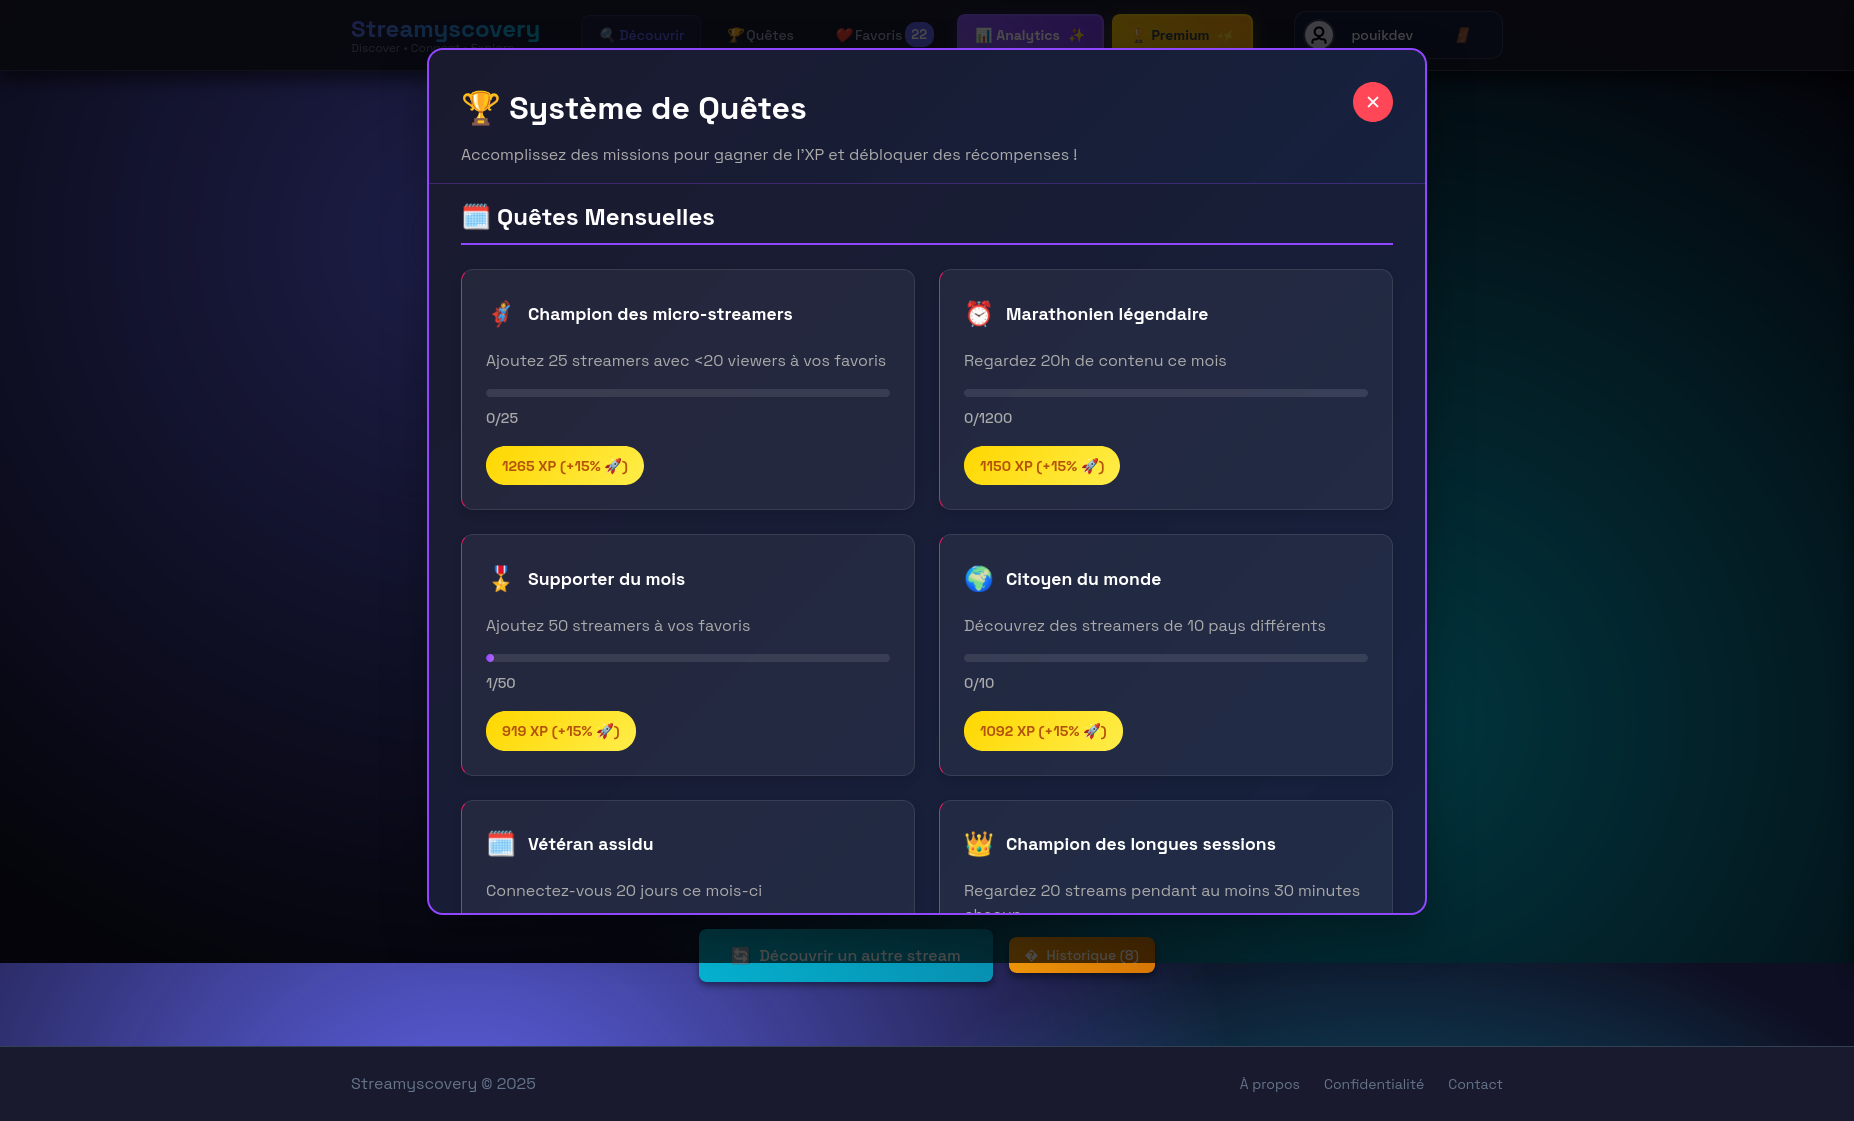 Streamyscovery
Discover • Connect • Explore
🔍 Découvrir
🏆 Quêtes
❤️ Favoris 22
📊 Analytics ✨
Premium
pouikdev
🏆 Système de Quêtes
✕
Accomplissez des missions pour gagner de l'XP et débloquer des récompenses !
🗓️ Quêtes Mensuelles
Champion des micro-streamers
Ajoutez 25 streamers avec <20 viewers à vos favoris
0/25
1265 XP (+15% 🚀)
⏰ Marathonien légendaire
Regardez 20h de contenu ce mois
0/1200
1150 XP (+15% 🚀)
🎖️ Supporter du mois
Ajoutez 50 streamers à vos favoris
1/50
919 XP (+15% 🚀)
🌍 Citoyen du monde
Découvrez des streamers de 10 pays différents
0/10
1092 XP (+15% 🚀)
🗓️ Vétéran assidu
Connectez-vous 20 jours ce mois-ci
👑 Champion des longues sessions
Regardez 20 streams pendant au moins 30 minutes
🔄 Découvrir un autre stream
� Historique (8)
Streamyscovery © 2025
À propos
Confidentialité
Contact